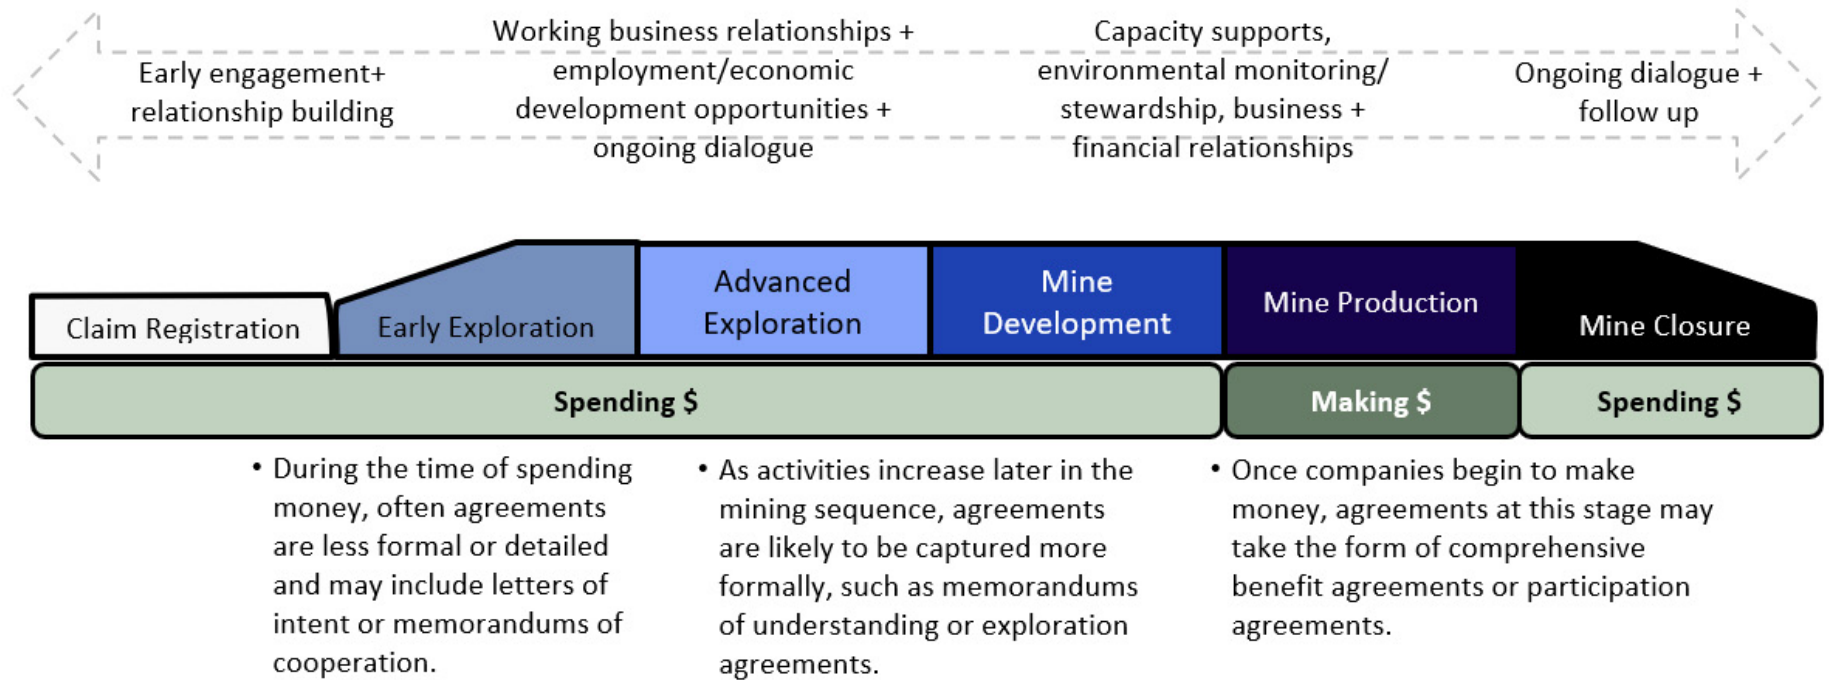 Early engagement+
relationship building
Working business relationships +
employment/economic
development opportunities +
ongoing dialogue
Capacity supports,
environmental monitoring/
stewardship, business +
financial relationships
Ongoing dialogue +
follow up
Claim Registration
Early Exploration
Advanced
Exploration
Mine
Development
Mine Production
Mine Closure
Spending $
Making $
Spending $
• During the time of spending
money, often agreements
are less formal or detailed
and may include letters of
intent or memorandums of
cooperation.
• As activities increase later in the
mining sequence, agreements
are likely to be captured more
formally, such as memorandums
of understanding or exploration
agreements.
• Once companies begin to make
money, agreements at this stage may
take the form of comprehensive
benefit agreements or participation
agreements.